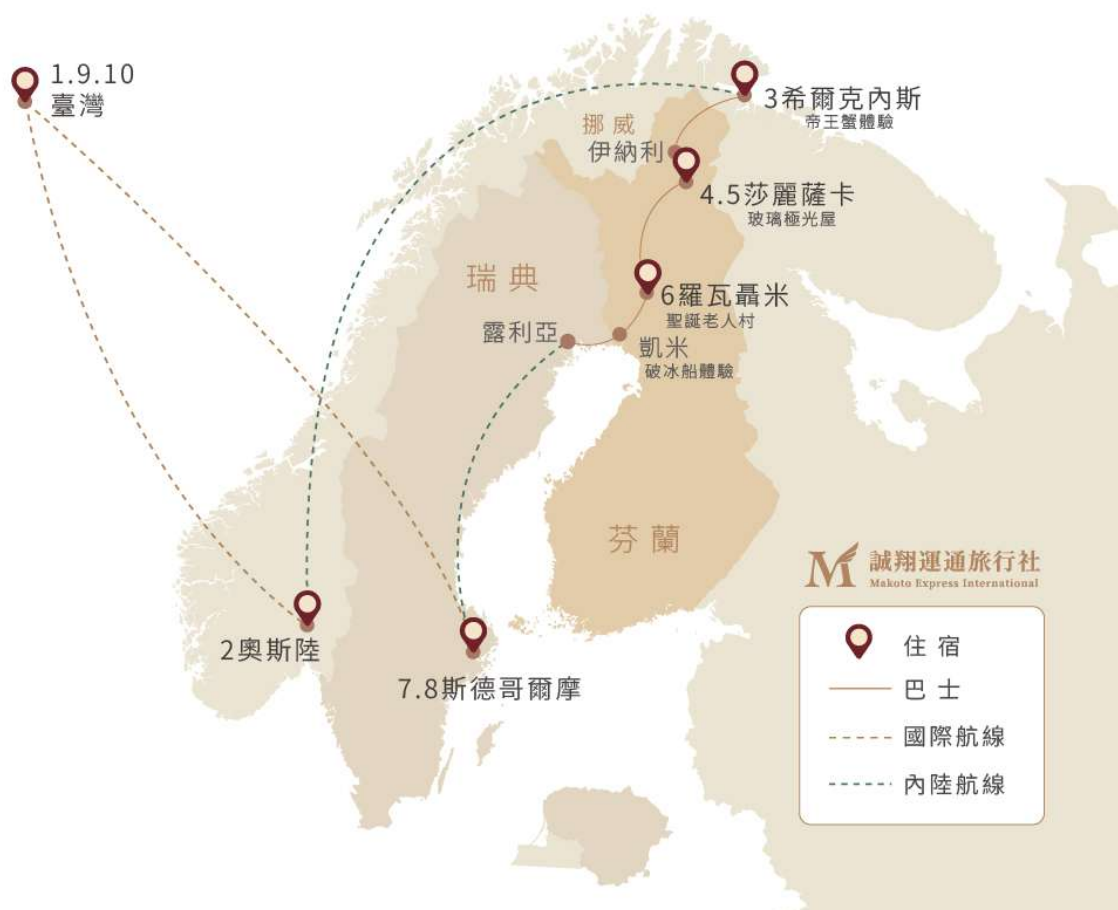 1.9.10
臺灣
3希爾克內斯
帝王蟹體驗
挪威
伊納利
4.5莎麗薩卡
玻璃極光屋
瑞典
6羅瓦聶米
聖誕老人村
露利亞
凱米
破冰船體驗
芬蘭
誠翔運通旅行社
Makoto Express International
2奧斯陸
7.8斯德哥爾摩
住宿
巴士
國際航線
內陸航線